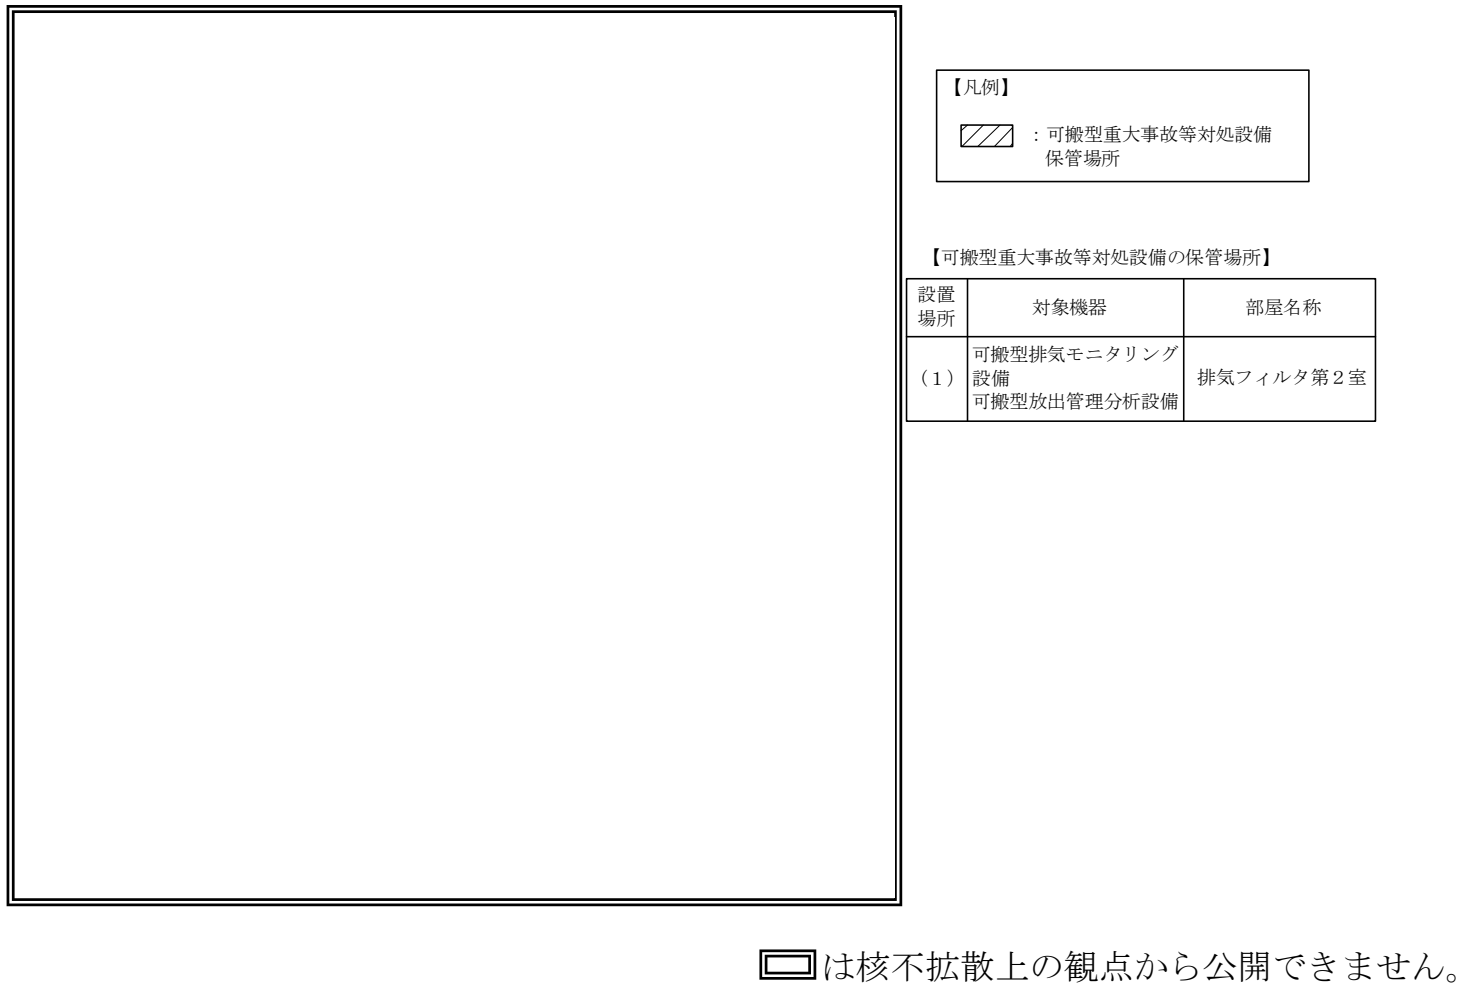 【凡例】
：可搬型重大事故等対処設備
保管場所
【可搬型重大事故等対処設備の保管場所】
設置
場所
対象機器
部屋名称
（１）
可搬型排気モニタリング
設備
可搬型放出管理分析設備
排気フィルタ第２室
は核不拡散上の観点から公開できません。